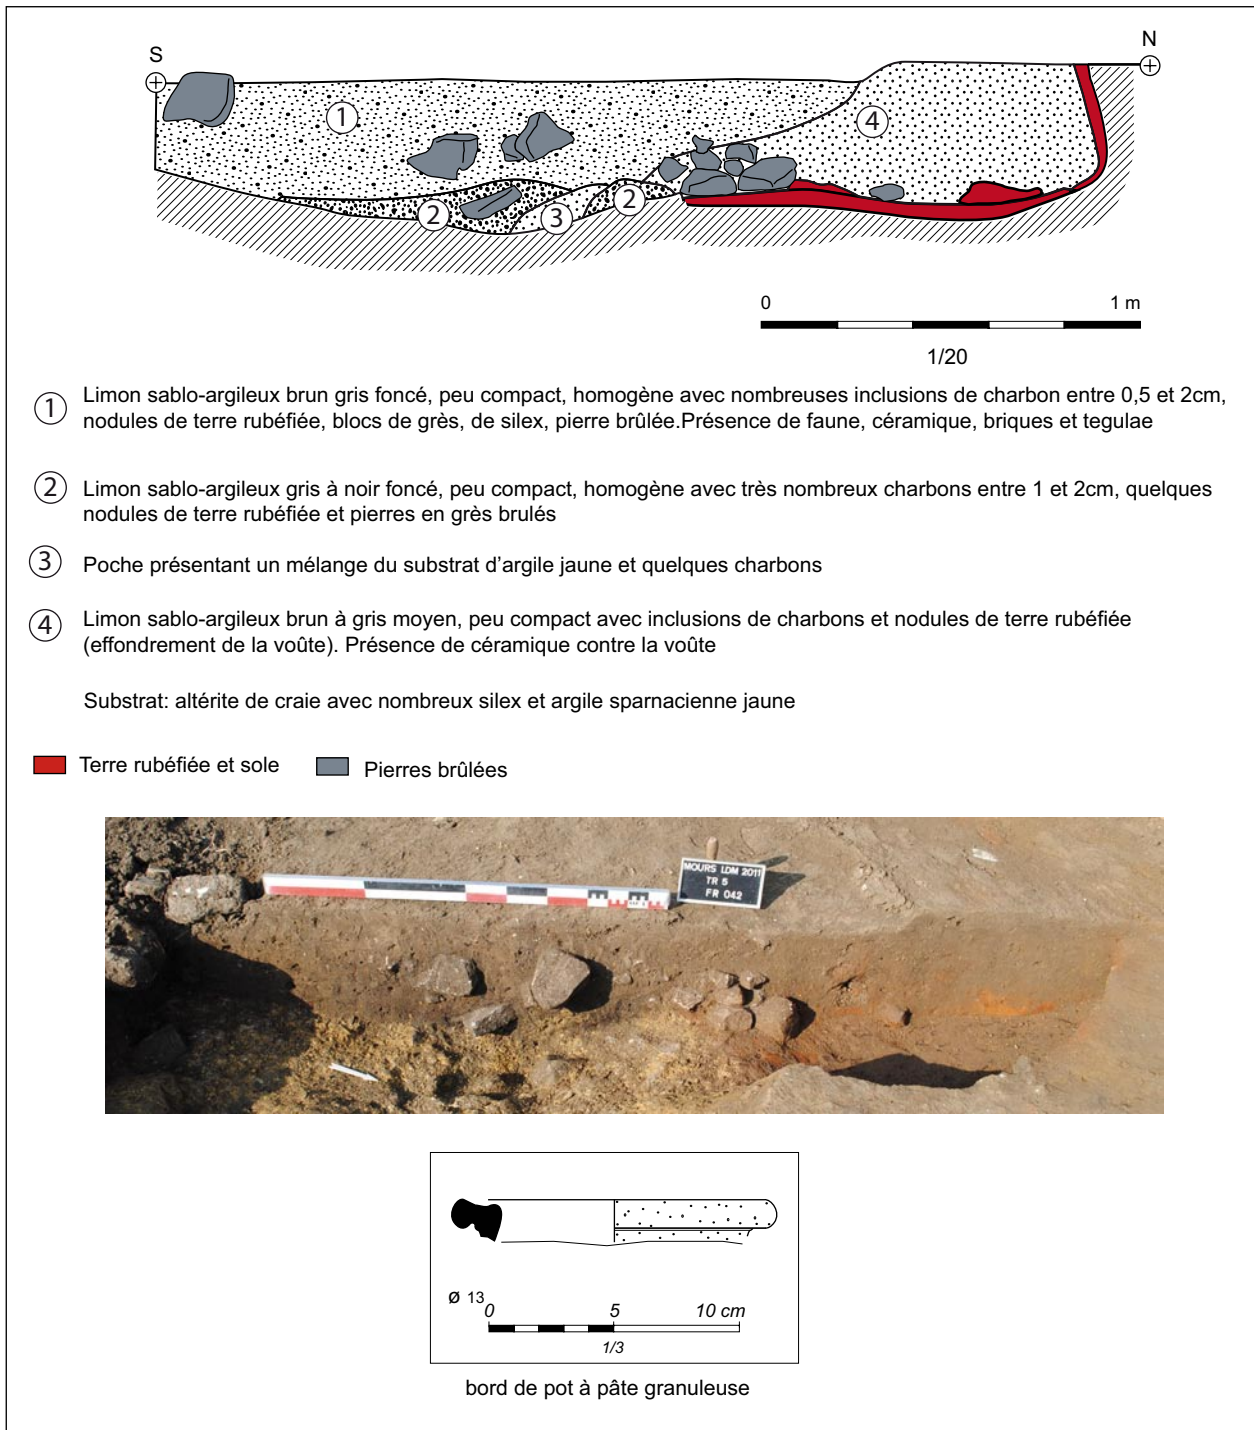 S
N
1
4
2
3
2
0 1 m
1/20
1 Limon sablo-argileux brun gris foncé, peu compact, homogène avec nombreuses inclusions de charbon entre 0,5 et 2cm,
nodules de terre rubéfiée, blocs de grès, de silex, pierre brûlée.Présence de faune, céramique, briques et tegulae
2 Limon sablo-argileux gris à noir foncé, peu compact, homogène avec très nombreux charbons entre 1 et 2cm, quelques
nodules de terre rubéfiée et pierres en grès brulés
3 Poche présentant un mélange du substrat d’argile jaune et quelques charbons
4 Limon sablo-argileux brun à gris moyen, peu compact avec inclusions de charbons et nodules de terre rubéfiée
(effondrement de la voûte). Présence de céramique contre la voûte
Substrat: altérite de craie avec nombreux silex et argile sparnacienne jaune
Terre rubéfiée et sole Pierres brûlées
MOURS LDM 2011
TR 5
FR 042
ø 13
0 5 10 cm
1/3
bord de pot à pâte granuleuse